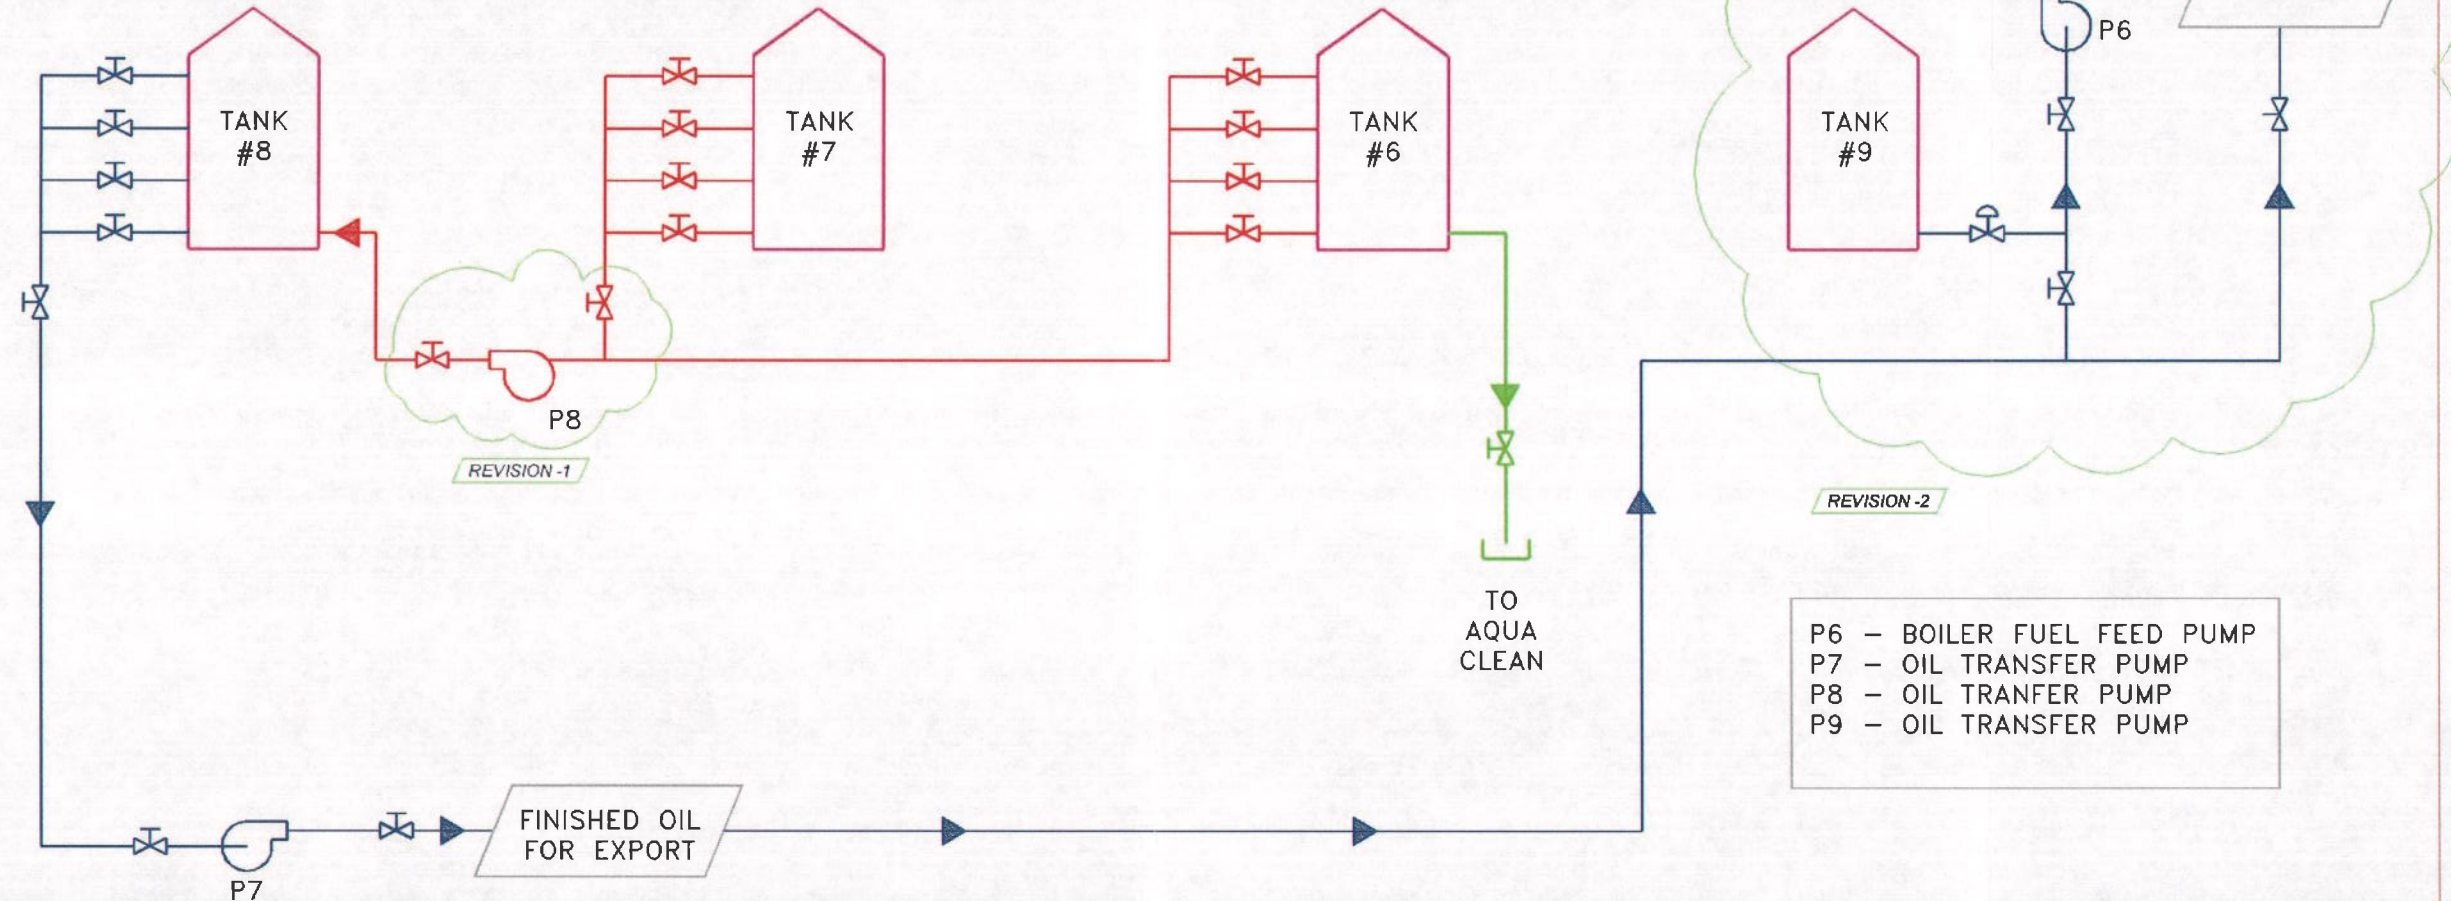 P6
TANK
#8
TANK
#7
TANK
#6
TANK
#9
P8
REVISION -1
REVISION -2
TO
AQUA
CLEAN
P6 – BOILER FUEL FEED PUMP
P7 – OIL TRANSFER PUMP
P8 – OIL TRANFER PUMP
P9 – OIL TRANSFER PUMP
FINISHED OIL
FOR EXPORT
P7